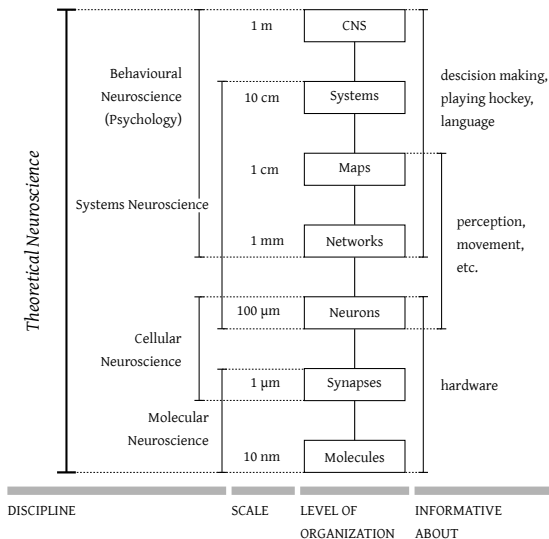 1 m
CNS
Behavioural
Neuroscience
(Psychology)
descision making,
playing hockey,
language
10 cm
Systems
1 cm
Maps
Theoretical Neuroscience
Systems Neuroscience
perception,
movement,
etc.
1 mm
Networks
100 μm
Neurons
Cellular
Neuroscience
1 μm
Synapses
hardware
Molecular
Neuroscience
10 nm
Molecules
DISCIPLINE
SCALE
LEVEL OF
ORGANIZATION
INFORMATIVE
ABOUT